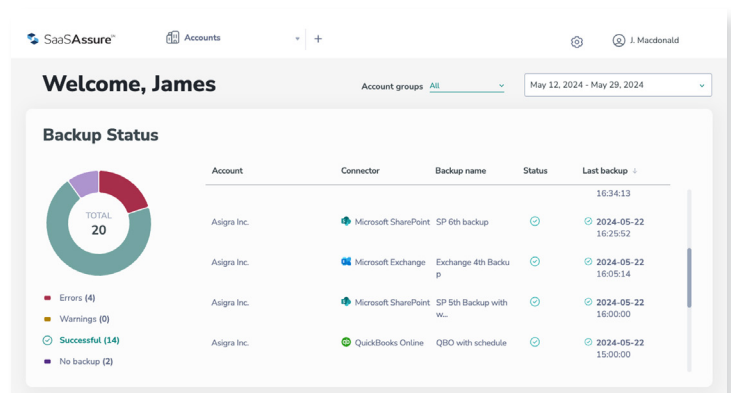 SaaSAssure™
Accounts
+
J. Macdonald
Welcome, James
Account groups All
May 12, 2024 - May 29, 2024
Backup Status
TOTAL
20
Errors (4)
Warnings (0)
Successful (14)
No backup (2)
Account Connector Backup name Status Last backup ↓
16:34:13
Asigra Inc. Microsoft SharePoint SP 6th backup 2024-05-22
16:25:52
Asigra Inc. Microsoft Exchange Exchange 4th Backu 2024-05-22
p 16:05:14
Asigra Inc. Microsoft SharePoint SP 5th Backup with 2024-05-22
w... 16:00:00
Asigra Inc. QuickBooks Online QBO with schedule 2024-05-22
15:00:00